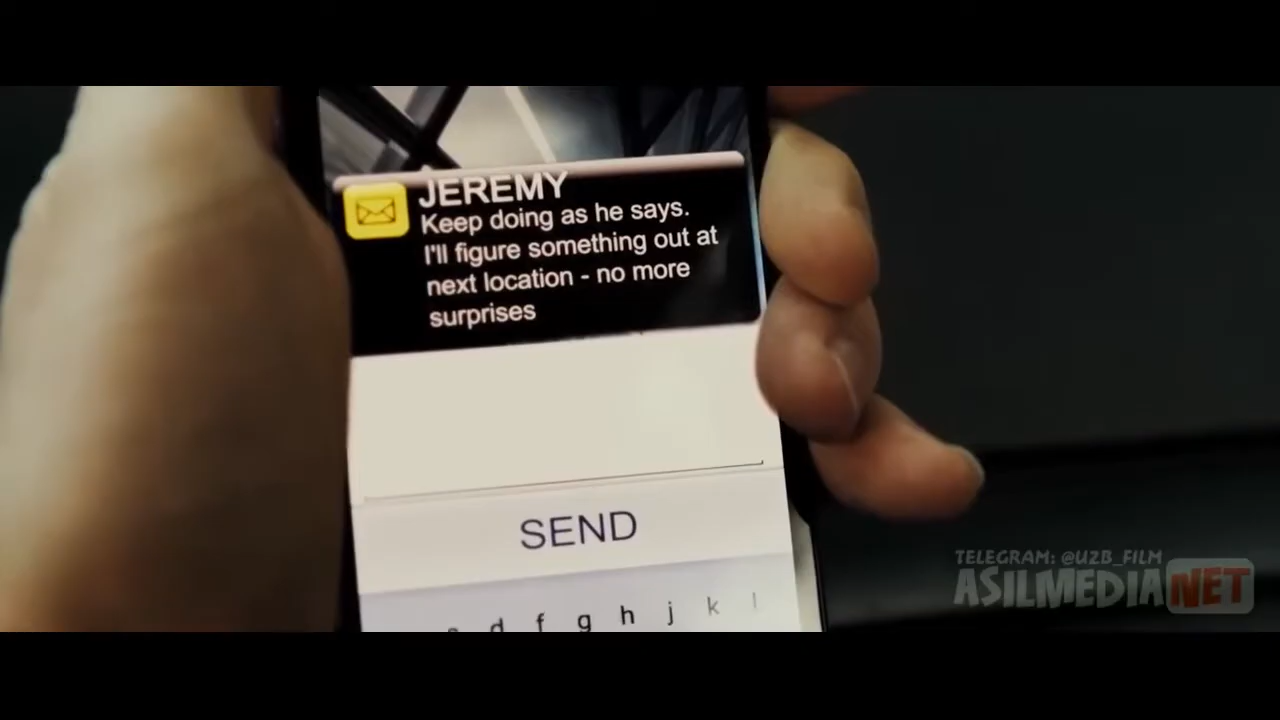 JEREMY
Keep doing as he says.
I'll figure something out at
next location - no more
surprises
SEND
s d f g h j k l
TELEGRAM: @UZB_FILM
ASILMEDIA.NET